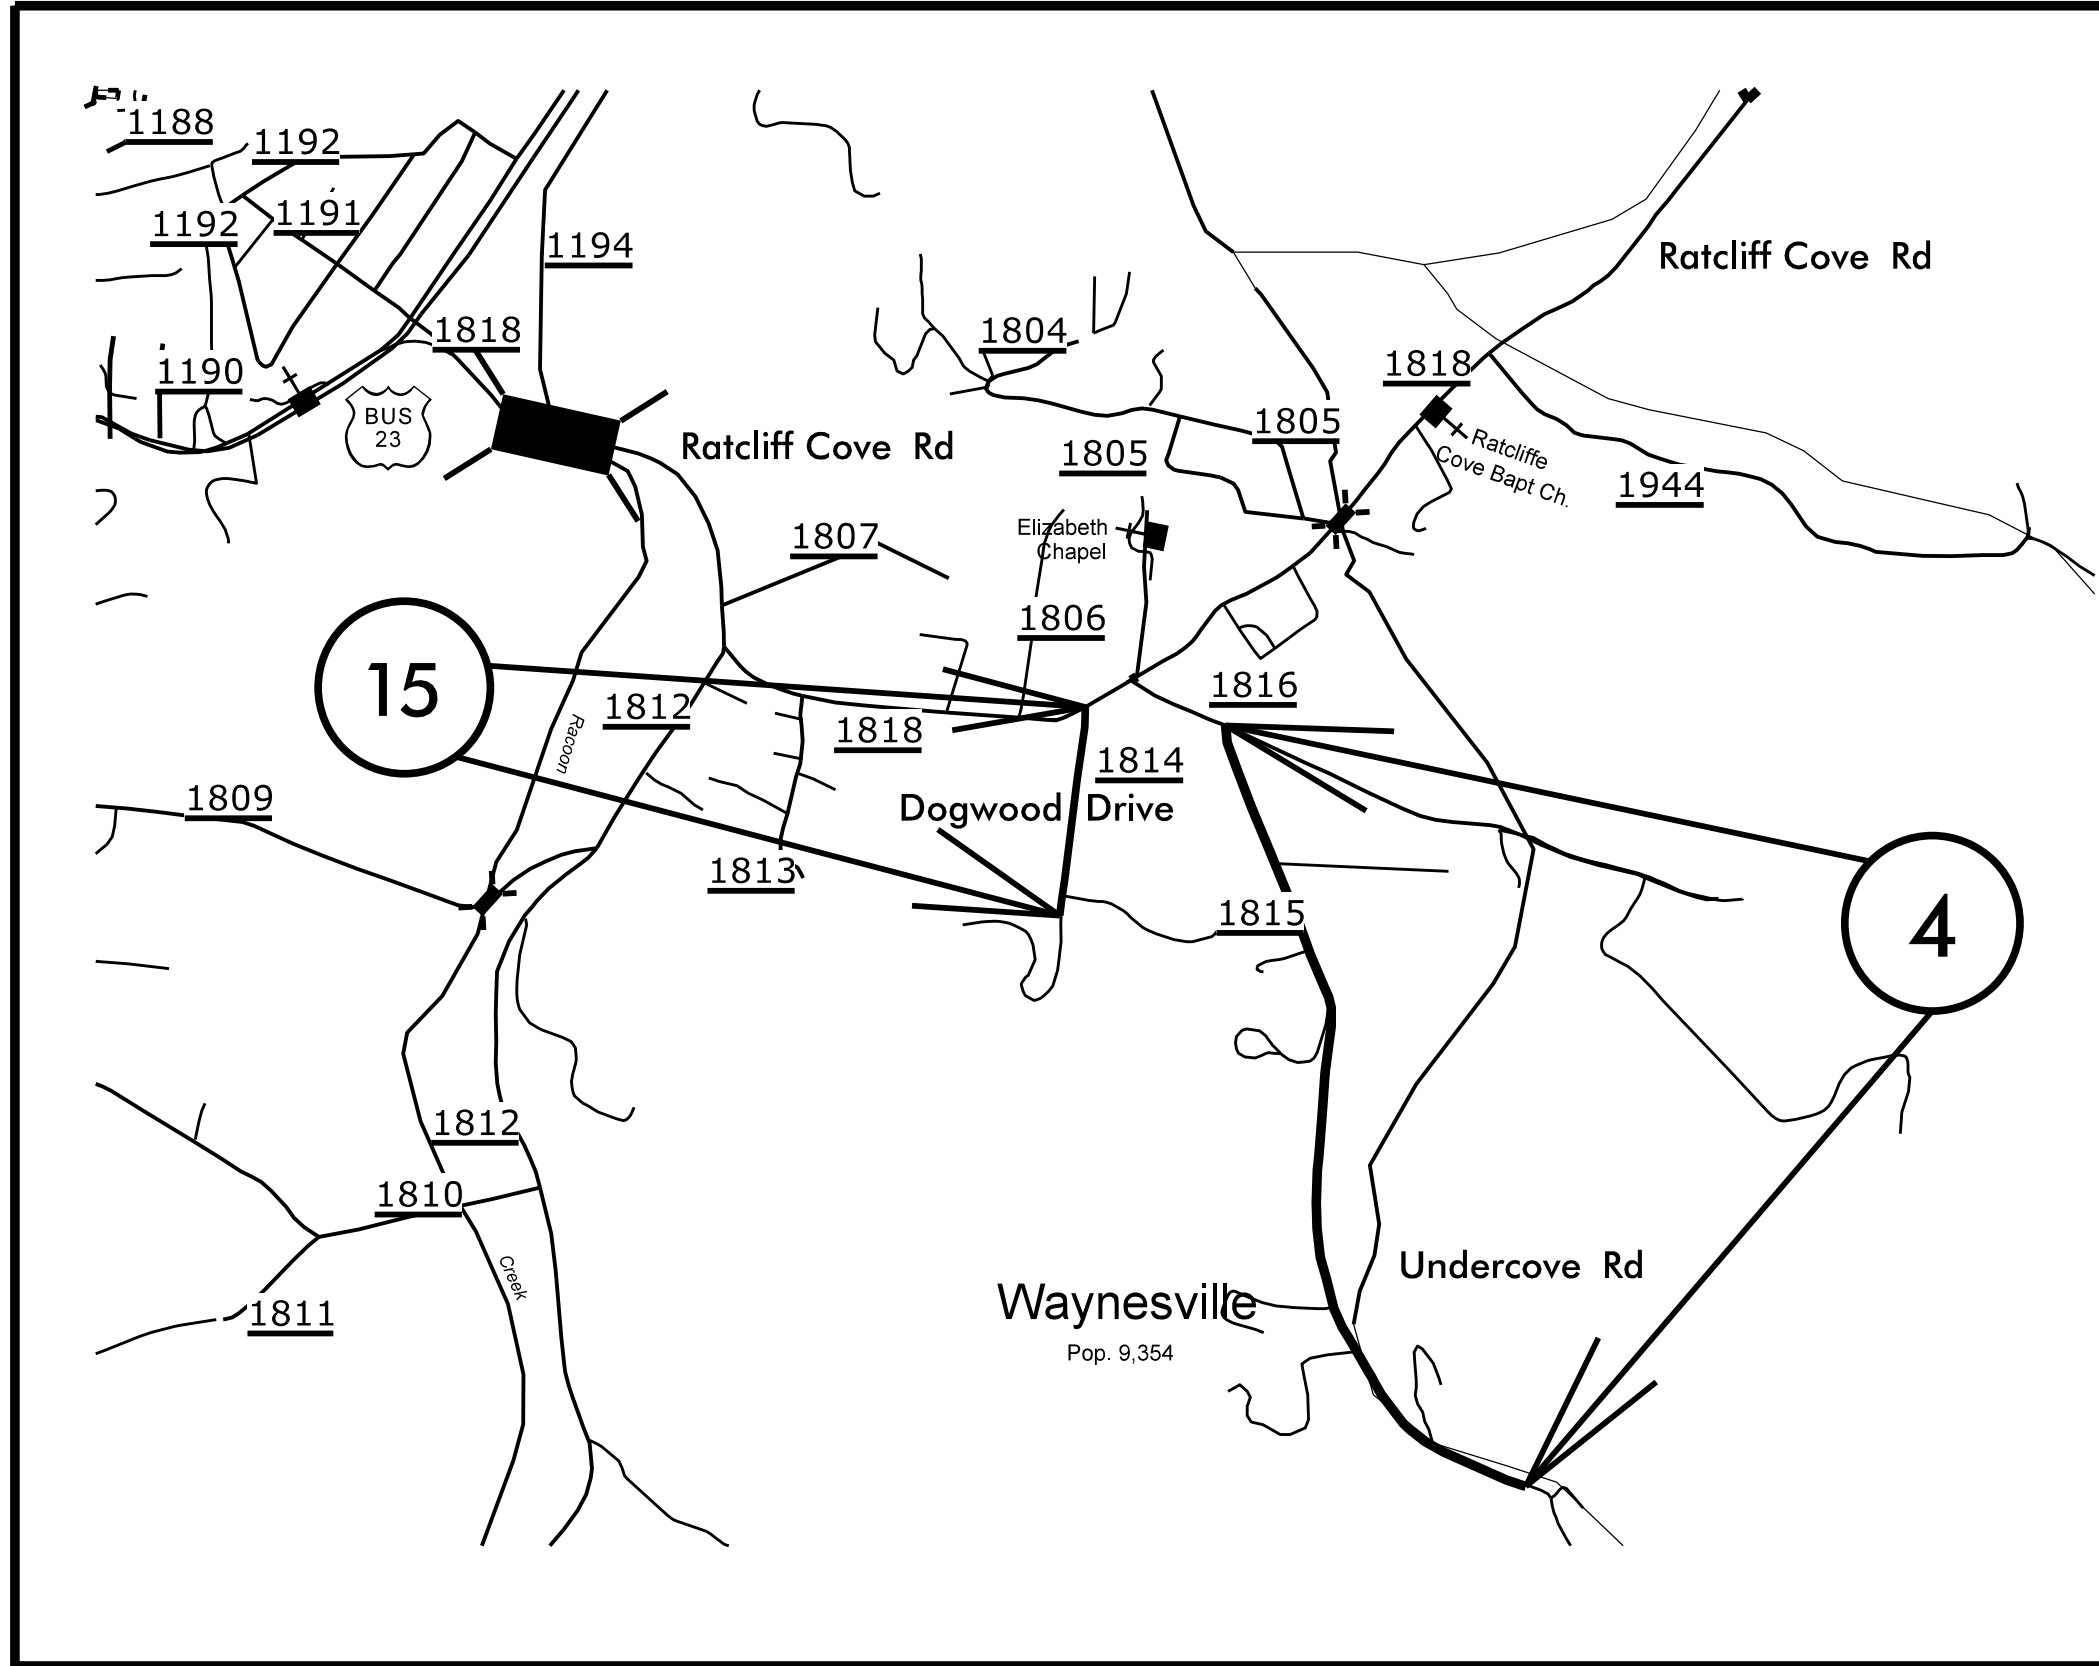 1188
1192
1192
1191
1194
Ratcliff Cove Rd
1818
1804
1190
1818
BUS
23
1805
Ratcliff Cove Rd
1805
Ratcliffe
Cove Bapt Ch.
1944
Elizabeth
Chapel
1807
1806
15
1816
1812
1818
Racoon
1814
1809
Dogwood Drive
1813
1815
4
1812
1810
Creek
Undercove Rd
1811
Waynesville
Pop. 9,354